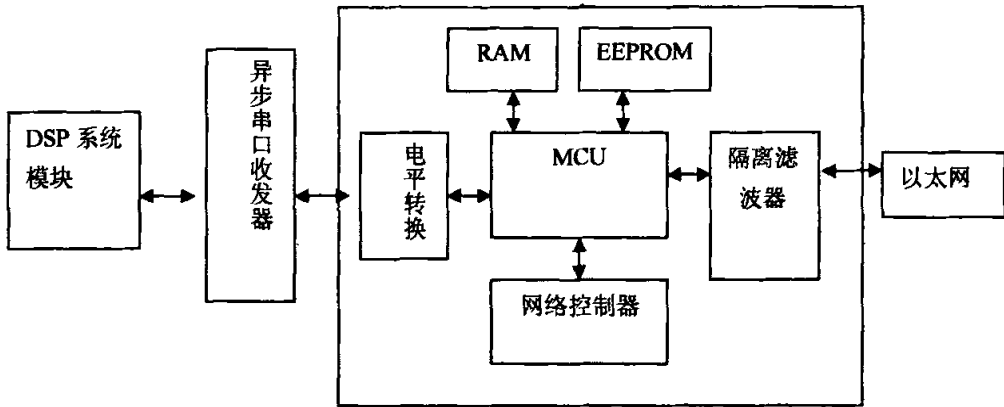 DSP 系统
模块
异步串口收发器
RAM
EEPROM
电平转换
MCU
隔离滤
波器
以太网
网络控制器